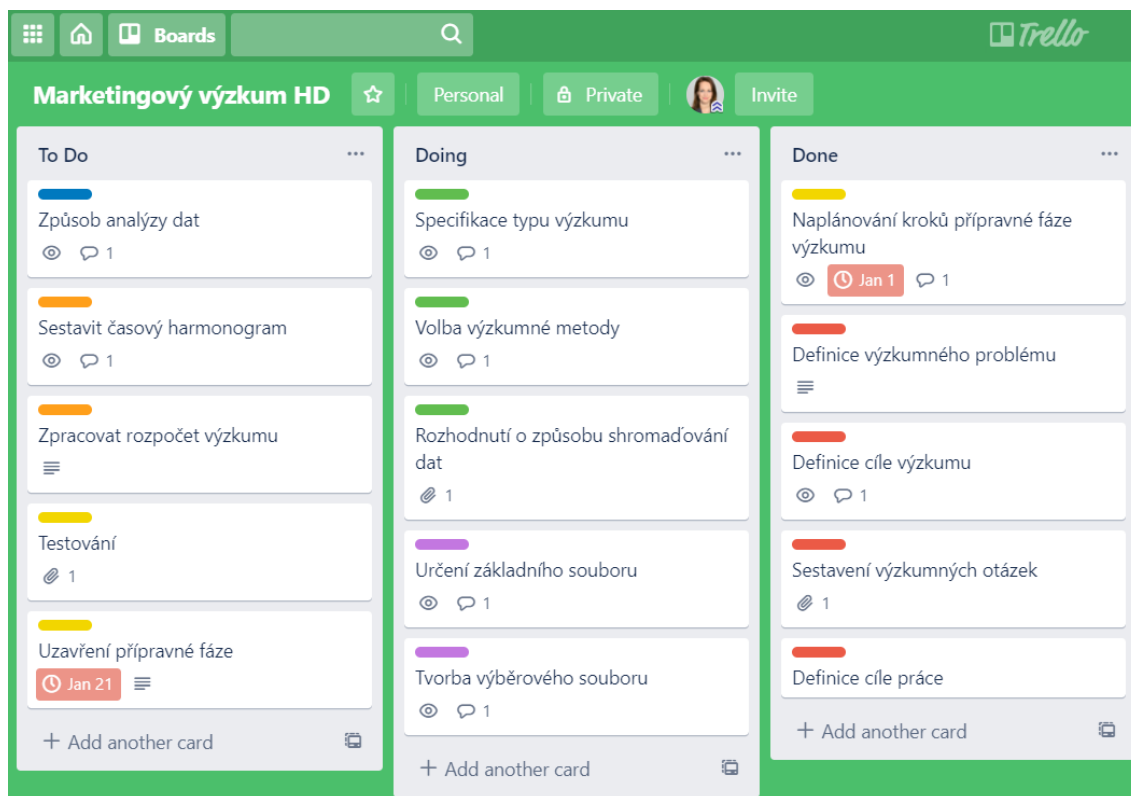 Boards
Trello
Marketingový výzkum HD
Personal
Private
Invite
To Do
Způsob analýzy dat
1
Sestavit časový harmonogram
1
Zpracovat rozpočet výzkumu
Testování
1
Uzavření přípravné fáze
Jan 21
+ Add another card
Doing
Specifikace typu výzkumu
1
Volba výzkumné metody
1
Rozhodnutí o způsobu shromaďování
dat
1
Určení základního souboru
1
Tvorba výběrového souboru
1
+ Add another card
Done
Naplánování kroků přípravné fáze
výzkumu
Jan 1 1
Definice výzkumného problému
Definice cíle výzkumu
1
Sestavení výzkumných otázek
1
Definice cíle práce
+ Add another card